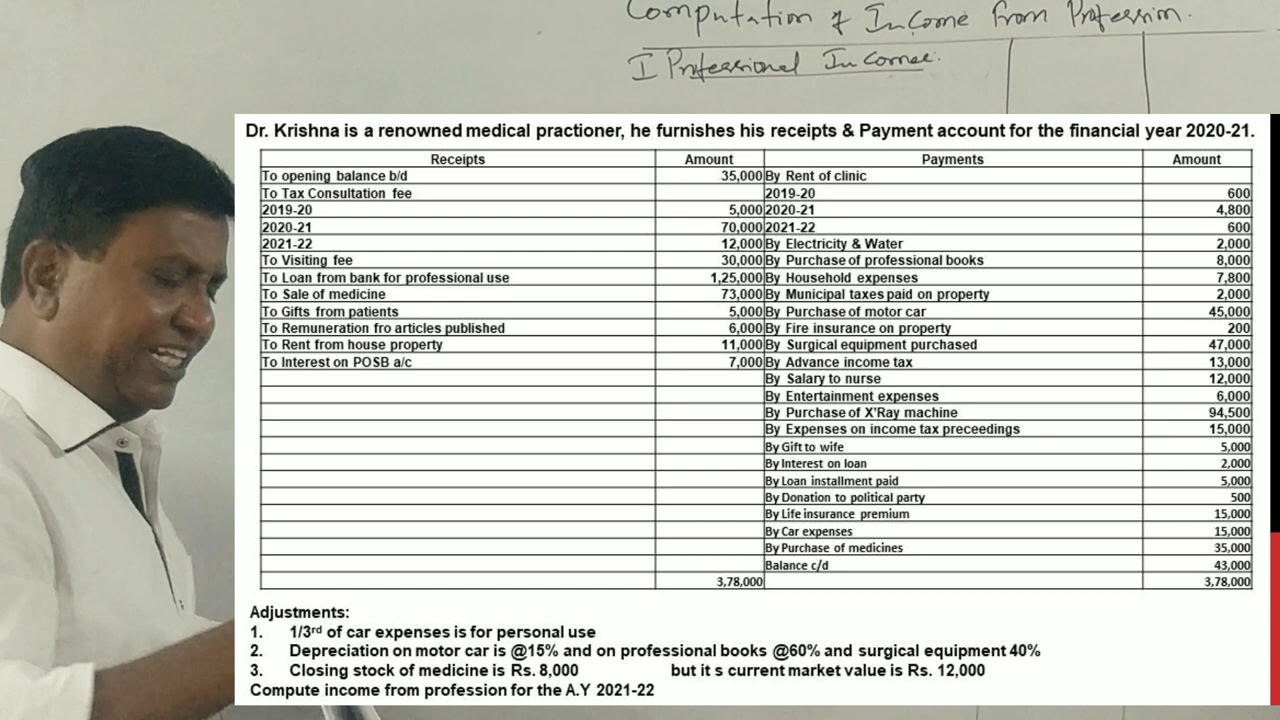 Computation of Income from Profession.
I Professional Income:
Dr. Krishna is a renowned medical practioner, he furnishes his receipts & Payment account for the financial year 2020-21.
Receipts Amount Payments Amount
To opening balance b/d 35,000 By Rent of clinic
To Tax Consultation fee 2019-20 600
2019-20 5,000 2020-21 4,800
2020-21 70,000 2021-22 600
2021-22 12,000 By Electricity & Water 2,000
To Visiting fee 30,000 By Purchase of professional books 8,000
To Loan from bank for professional use 1,25,000 By Household expenses 7,800
To Sale of medicine 73,000 By Municipal taxes paid on property 2,000
To Gifts from patients 5,000 By Purchase of motor car 45,000
To Remuneration fro articles published 6,000 By Fire insurance on property 200
To Rent from house property 11,000 By Surgical equipment purchased 47,000
To Interest on POSB a/c 7,000 By Advance income tax 13,000
By Salary to nurse 12,000
By Entertainment expenses 6,000
By Purchase of X'Ray machine 94,500
By Expenses on income tax preceedings 15,000
By Gift to wife 5,000
By Interest on loan 2,000
By Loan installment paid 5,000
By Donation to political party 500
By Life insurance premium 15,000
By Car expenses 15,000
By Purchase of medicines 35,000
Balance c/d 43,000
3,78,000 3,78,000
Adjustments:
1. 1/3rd of car expenses is for personal use
2. Depreciation on motor car is @15% and on professional books @60% and surgical equipment 40%
3. Closing stock of medicine is Rs. 8,000 but it s current market value is Rs. 12,000
Compute income from profession for the A.Y 2021-22